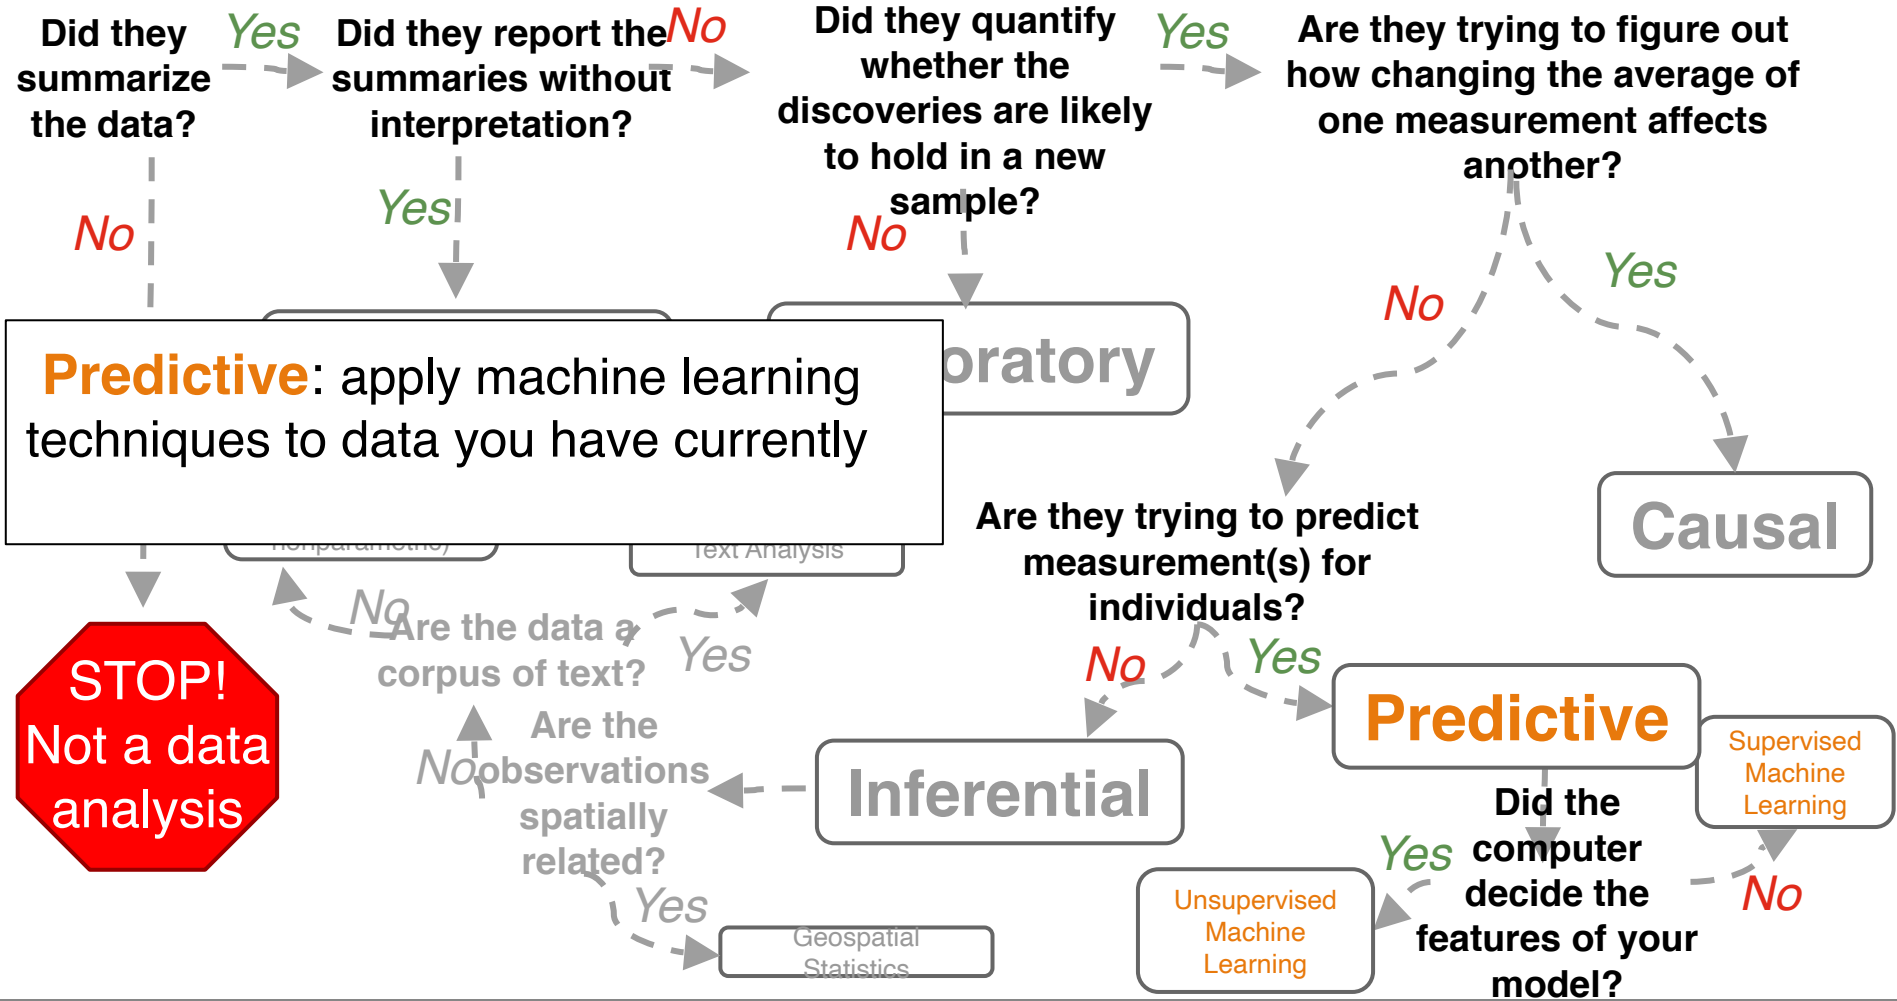 Did they
summarize
the data?
Yes
Did they report the
summaries without
interpretation?
No
Did they quantify
whether the
discoveries are likely
to hold in a new
sample?
Yes
Are they trying to figure out
how changing the average of
one measurement affects
another?
No
Yes
No
No
Yes
oratory
Predictive: apply machine learning
techniques to data you have currently
Causal
Are they trying to predict
measurement(s) for
individuals?
nonparametric)
Text Analysis
No
Are the data a
corpus of text?
Yes
No
Yes
STOP!
Not a data
analysis
Predictive
Supervised
Machine
Learning
Are the
observations
spatially
related?
No
Inferential
Did the
computer
decide the
features of your
model?
Yes
No
Unsupervised
Machine
Learning
Yes
Geospatial
Statistics